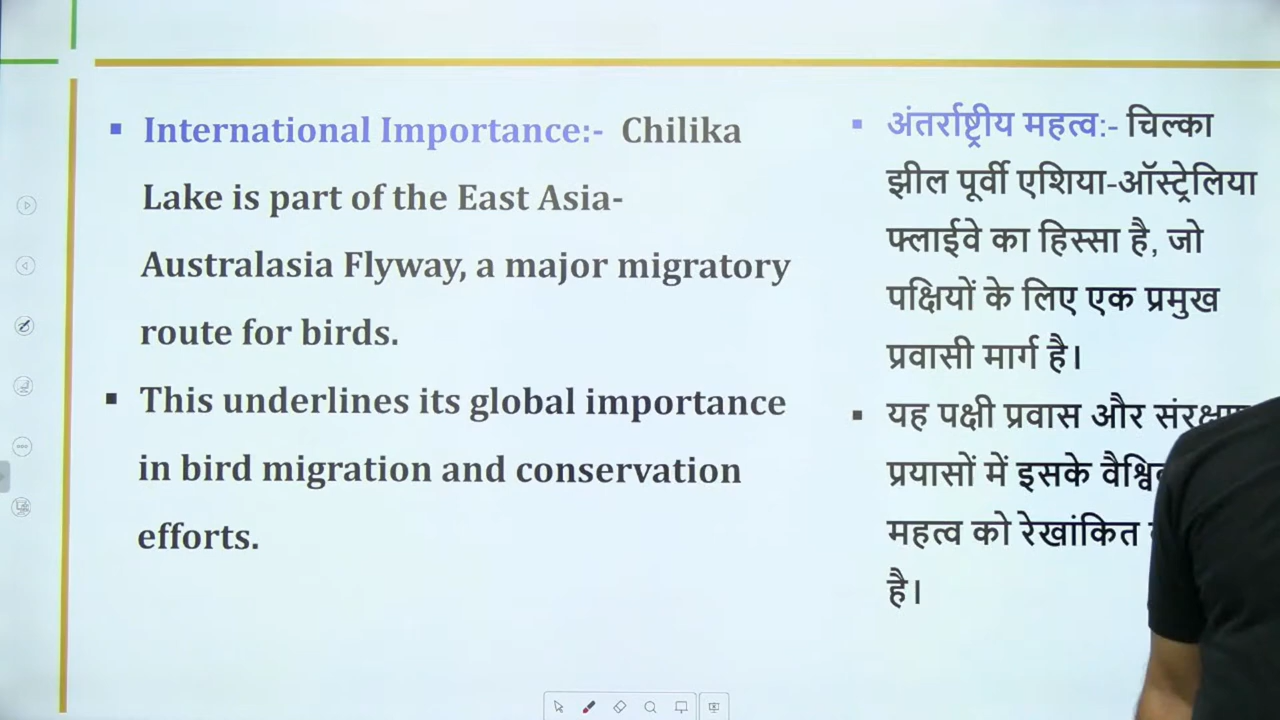 ▪ International Importance:- Chilika
Lake is part of the East Asia-
Australasia Flyway, a major migratory
route for birds.
▪ This underlines its global importance
in bird migration and conservation
efforts.
▪ अंतर्राष्ट्रीय महत्व:- चिल्का
झील पूर्वी एशिया-ऑस्ट्रेलिया
फ्लाईवे का हिस्सा है, जो
पक्षियों के लिए एक प्रमुख
प्रवासी मार्ग है।
▪ यह पक्षी प्रवास और
प्रयासों में इसके
महत्व को रेखांकित
है।